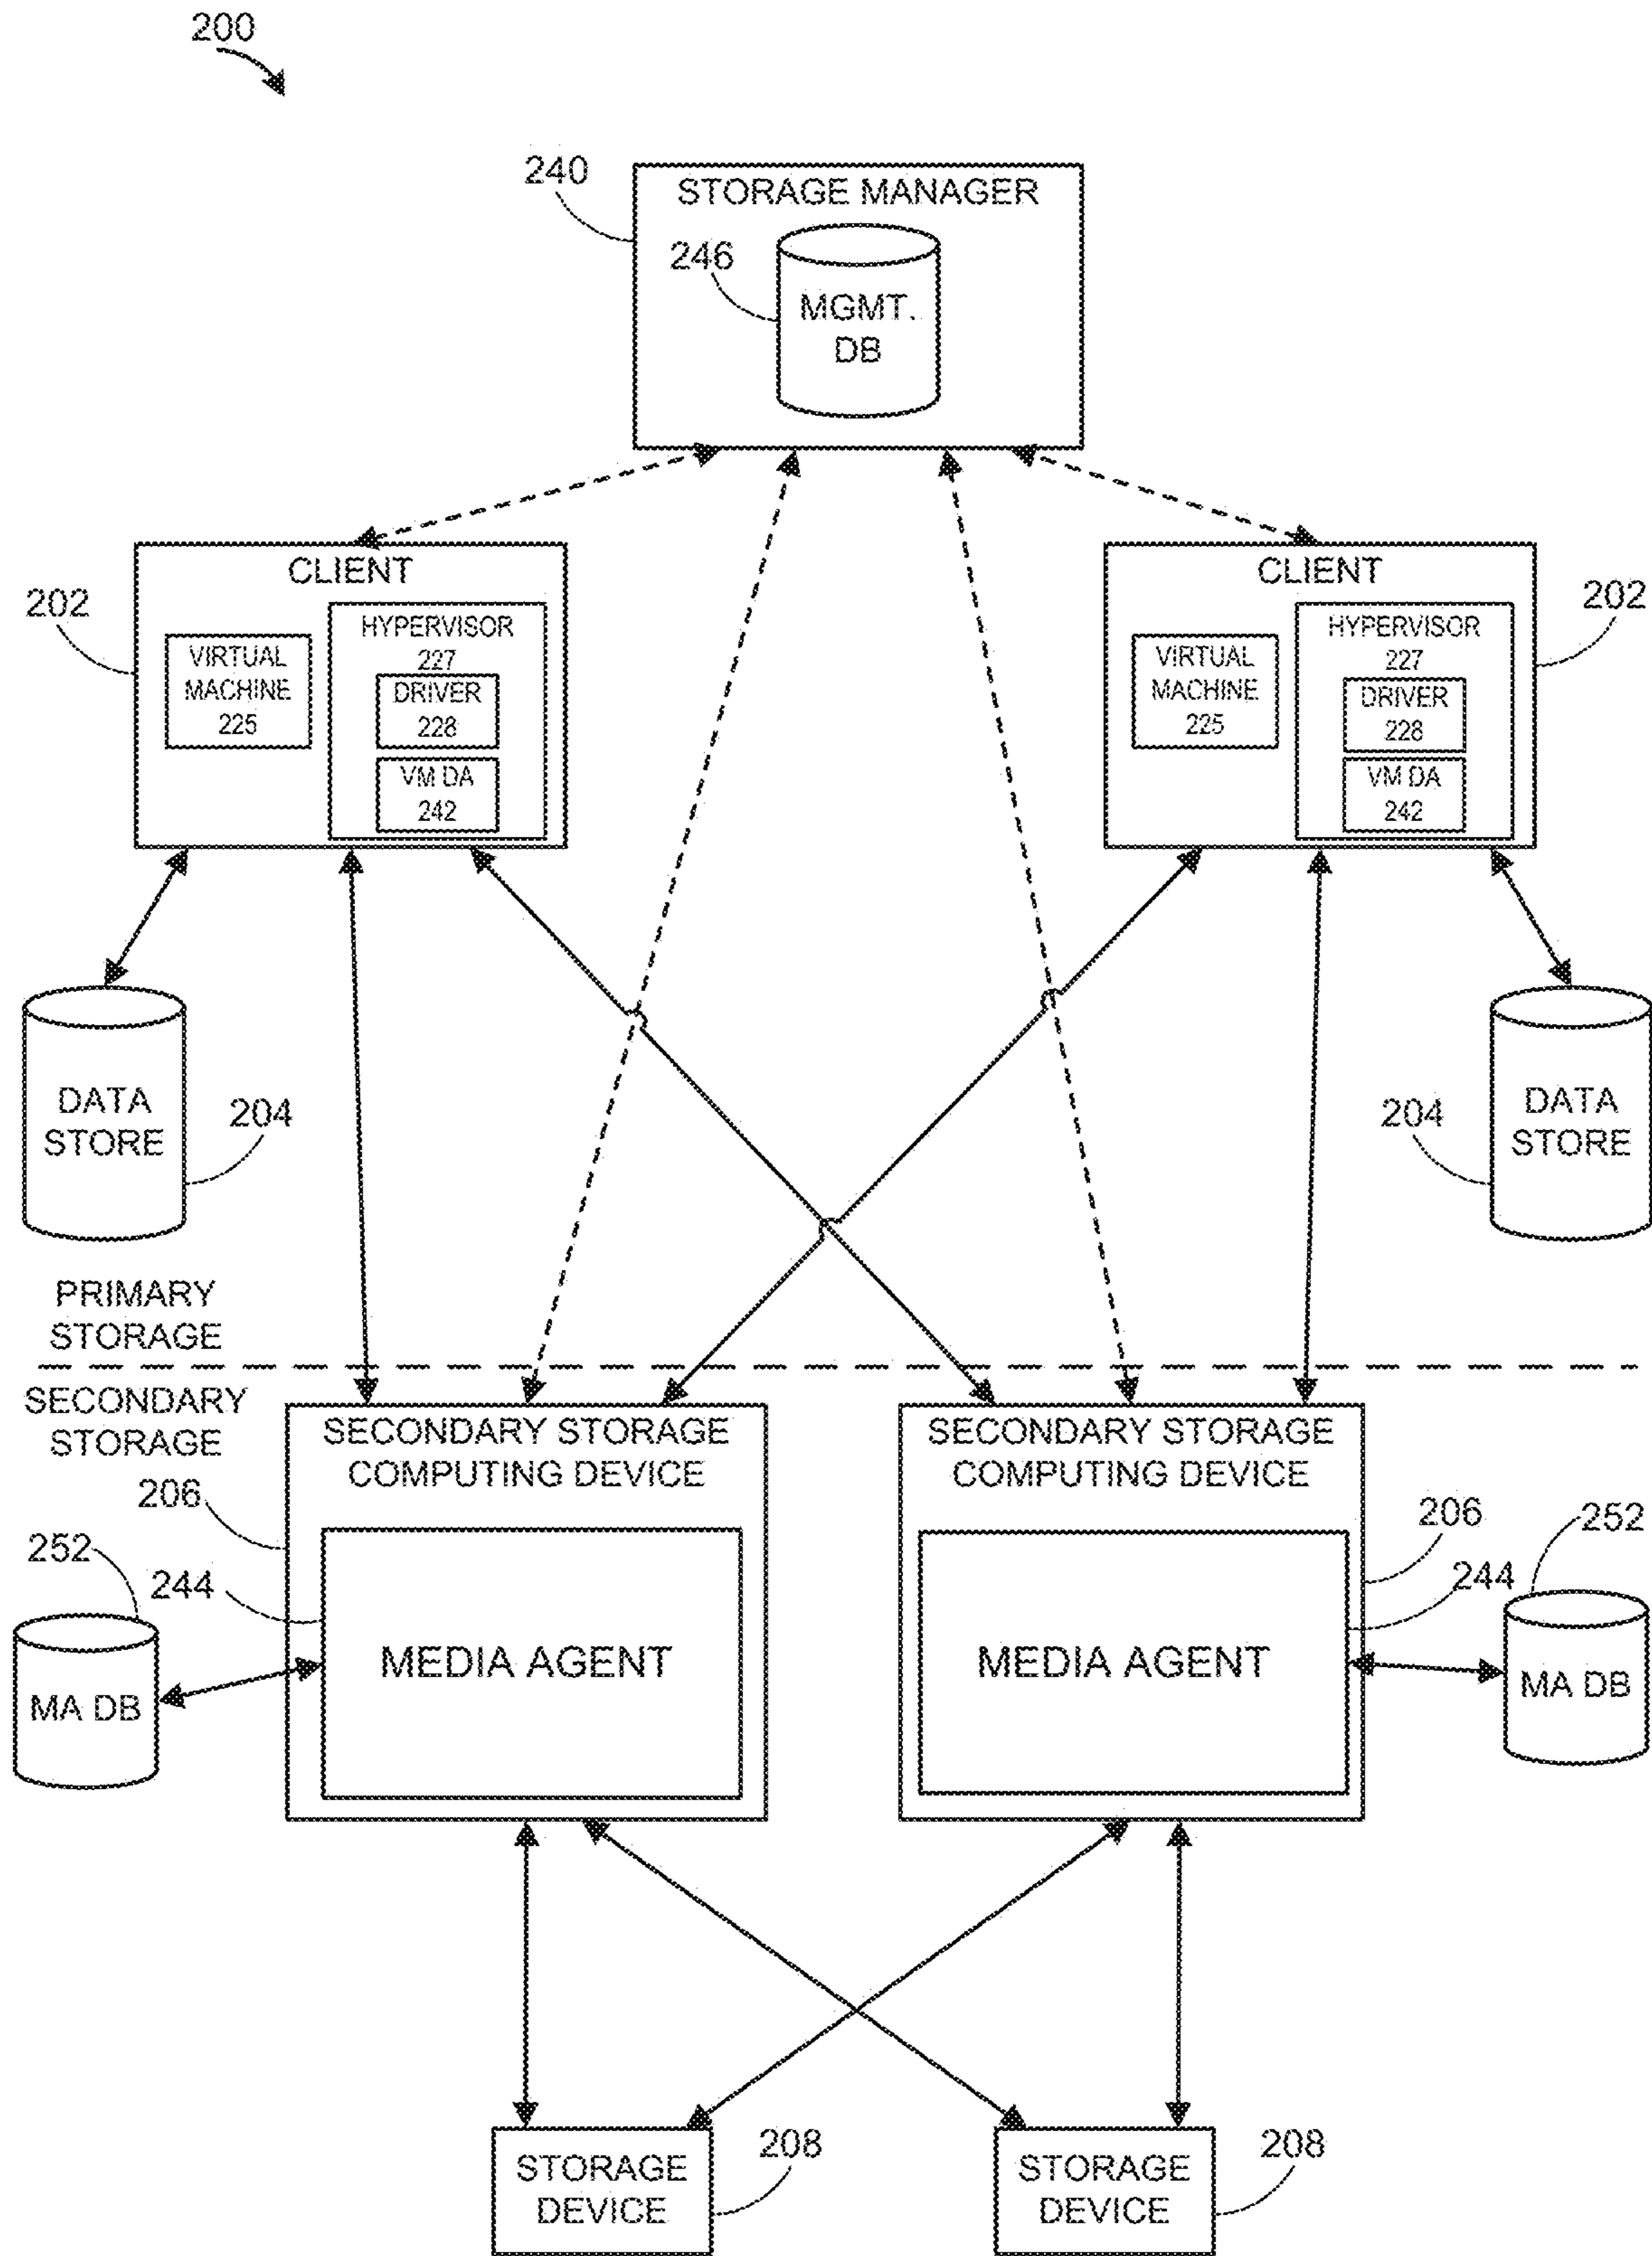 200
240
STORAGE MANAGER
246
MGMT.
DB
CLIENT
202
VIRTUAL
MACHINE
225
HYPERVISOR
227
DRIVER
228
VM DA
242
CLIENT
202
VIRTUAL
MACHINE
225
HYPERVISOR
227
DRIVER
228
VM DA
242
DATA
STORE
204
204
DATA
STORE
PRIMARY
STORAGE
SECONDARY
STORAGE
SECONDARY STORAGE
COMPUTING DEVICE
206
244
252
MEDIA AGENT
MA DB
SECONDARY STORAGE
COMPUTING DEVICE
206
252
244
MEDIA AGENT
MA DB
STORAGE
DEVICE
208
STORAGE
DEVICE
208